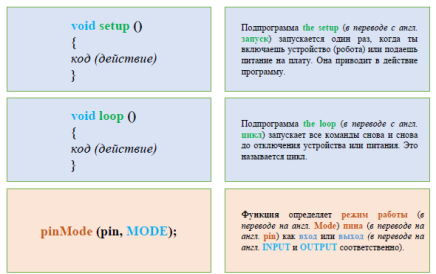 void setup ()
{
код (действие)
}
Подпрограмма the setup (в переводе с англ.
запуск) запускается один раз, когда ты
включаешь устройство (робота) или подаешь
питание на плату. Она приводит в действие
программу.
void loop ()
{
код (действие)
}
Подпрограмма the loop (в переводе с англ.
цикл) запускает все команды снова и снова
до отключения устройства или питания. Это
называется цикл.
pinMode (pin, MODE);
Функция определяет режим работы (в
переводе на англ. Mode) пина (в переводе на
англ. pin) как вход или выход (в переводе на
англ. INPUT и OUTPUT соответственно).